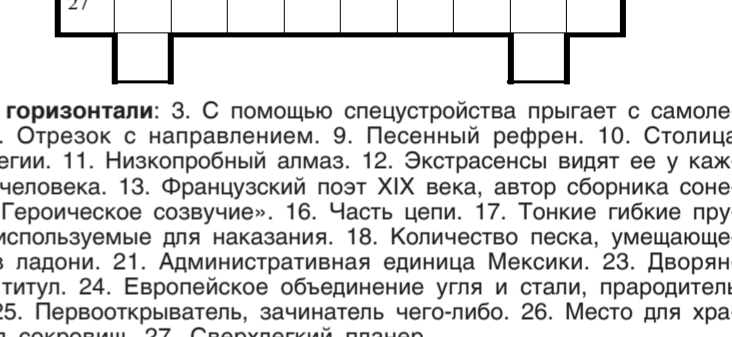 27
горизонтали: 3. С помощью спецустройства прыгает с самоле-
. Отрезок с направлением. 9. Песенный рефрен. 10. Столица
егии. 11. Низкопробный алмаз. 12. Экстрасенсы видят ее у каж-
человека. 13. Французский поэт XIX века, автор сборника соне-
Героическое созвучие». 16. Часть цепи. 17. Тонкие гибкие пру-
используемые для наказания. 18. Количество песка, умещающе-
в ладони. 21. Административная единица Мексики. 23. Дворян-
титул. 24. Европейское объединение угля и стали, прародитель
25. Первооткрыватель, зачинатель чего-либо. 26. Место для хра-
сокровищ. 27. Сверхлегкий планер.